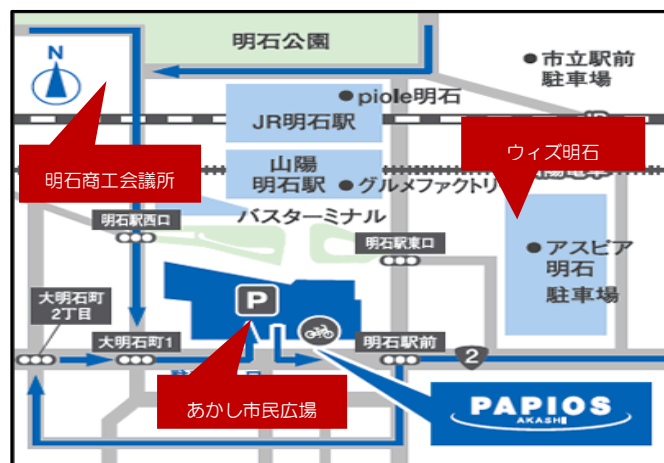 明石公園
N
市立駅前
駐車場
piole明石
JR明石駅
ウィズ明石
明石商工会議所
山陽
明石駅
グルメファクトリ
バスターミナル
明石駅西口
明石駅東口
アスピア
明石
駐車場
大明石町
2丁目
P
大明石町1
明石駅前
2
あかし市民広場
PAPIOS
AKASHI